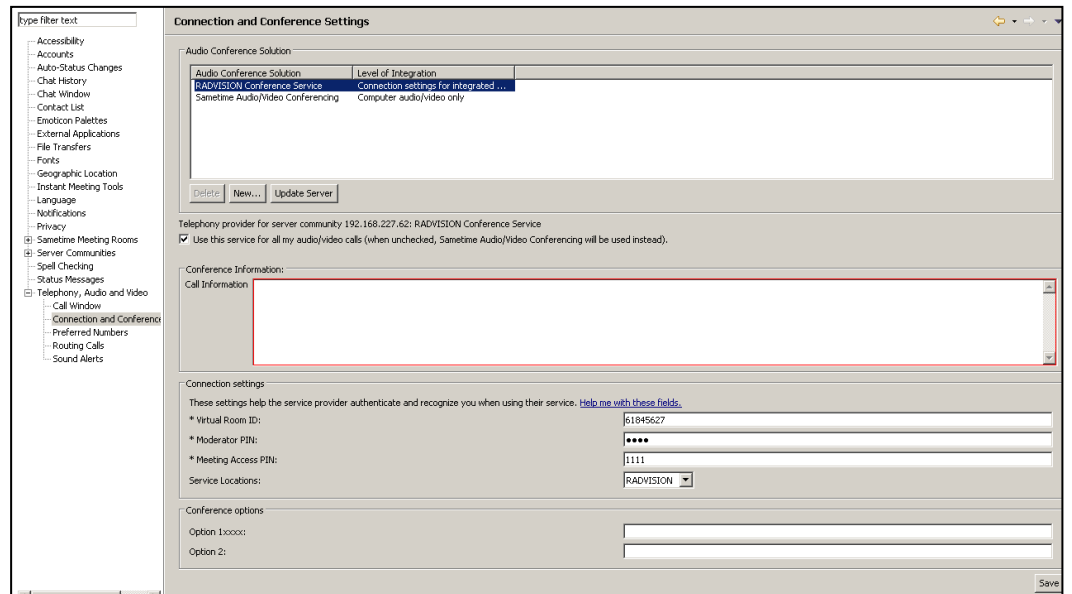 type filter text
Accessibility
Accounts
Auto-Status Changes
Chat History
Chat Window
Contact List
Emoticon Palettes
External Applications
File Transfers
Fonts
Geographic Location
Instant Meeting Tools
Language
Notifications
Privacy
Sametime Meeting Rooms
Server Communities
Spell Checking
Status Messages
Telephony, Audio and Video
Call Window
Connection and Conference
Preferred Numbers
Routing Calls
Sound Alerts
Connection and Conference Settings
Audio Conference Solution
Audio Conference Solution Level of Integration
RADVISION Conference Service Connection settings for integrated ...
Sametime Audio/Video Conferencing Computer audio/video only
Delete New... Update Server
Telephony provider for server community 192.168.227.62: RADVISION Conference Service
Use this service for all my audio/video calls (when unchecked, Sametime Audio/Video Conferencing will be used instead).
Conference Information:
Call Information
Connection settings
These settings help the service provider authenticate and recognize you when using their service. Help me with these fields.
* Virtual Room ID: 61845627
* Moderator PIN: ●●●●
* Meeting Access PIN: 1111
Service Locations: RADVISION
Conference options
Option 1xxxx:
Option 2:
Save